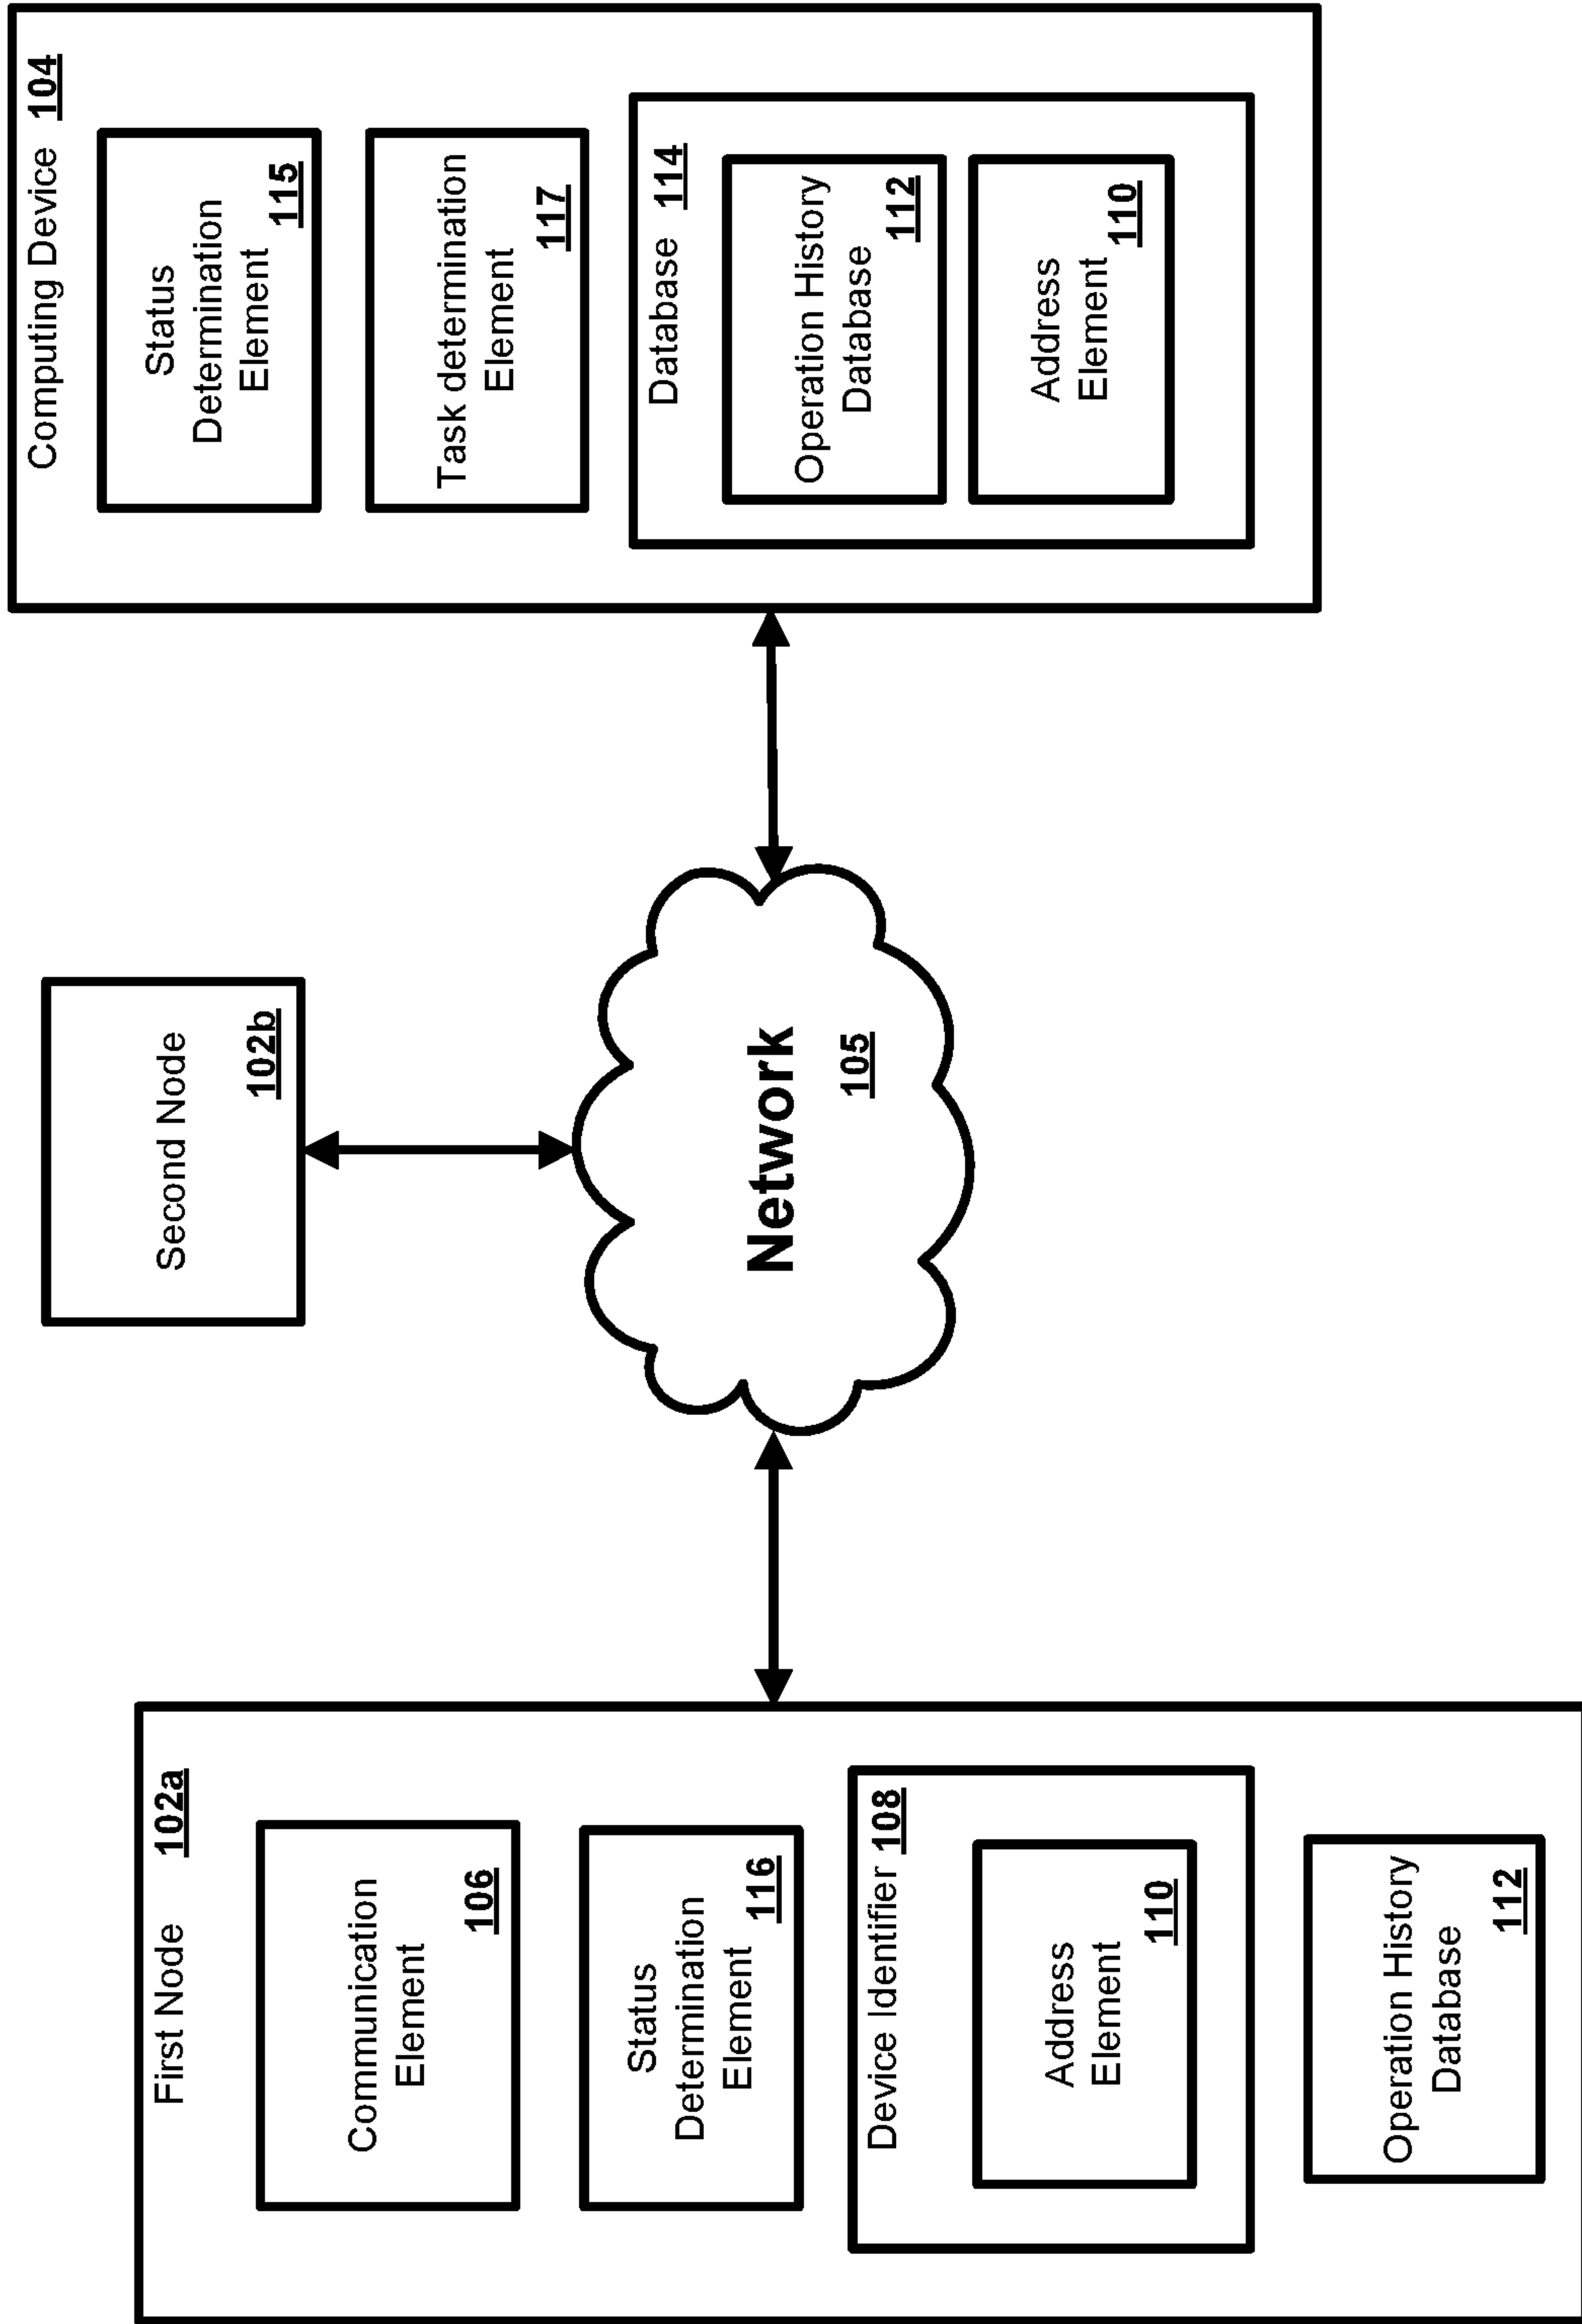 First Node 102a
Communication
Element
106
Status
Determination
Element
116
Device Identifier 108
Address
Element
110
Operation History
Database
112
Second Node
102b
Network
105
Computing Device 104
Status
Determination
Element
115
Task determination
Element
117
Database 114
Operation History
Database
112
Address
Element
110